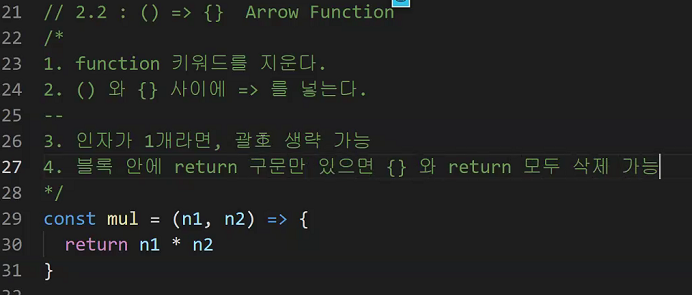 21 // 2.2 : () => {}  Arrow Function
22 /*
23 1. function 키워드를 지운다.
24 2. () 와 {} 사이에 => 를 넣는다.
25 --
26 3. 인자가 1개라면, 괄호 생략 가능
27 4. 블록 안에 return 구문만 있으면 {} 와 return 모두 삭제 가능
28 */
29 const mul = (n1, n2) => {
30   return n1 * n2
31 }